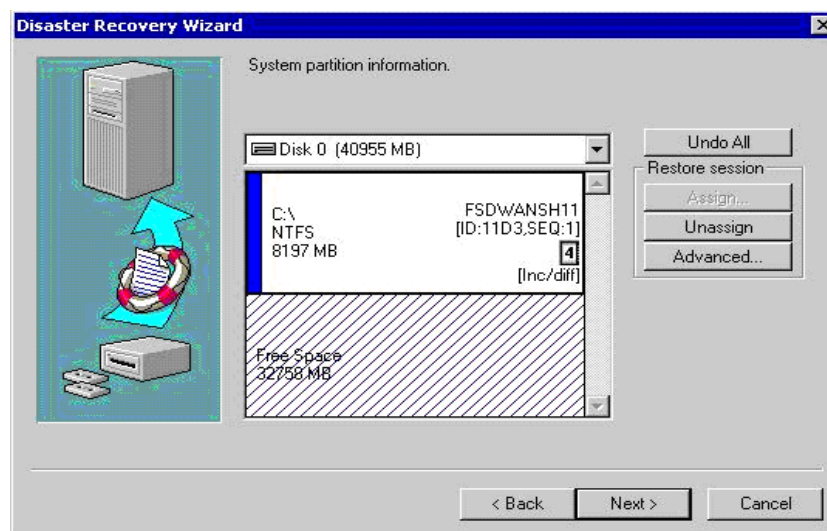 Disaster Recovery Wizard
System partition information.
Disk 0 (40955 MB)
Undo All
Restore session
Assign...
Unassign
Advanced...
C:\
NTFS
8197 MB
FSDWANSH11
[ID:11D3,SEQ:1]
4
[Inc/diff]
Free Space
32758 MB
< Back
Next >
Cancel